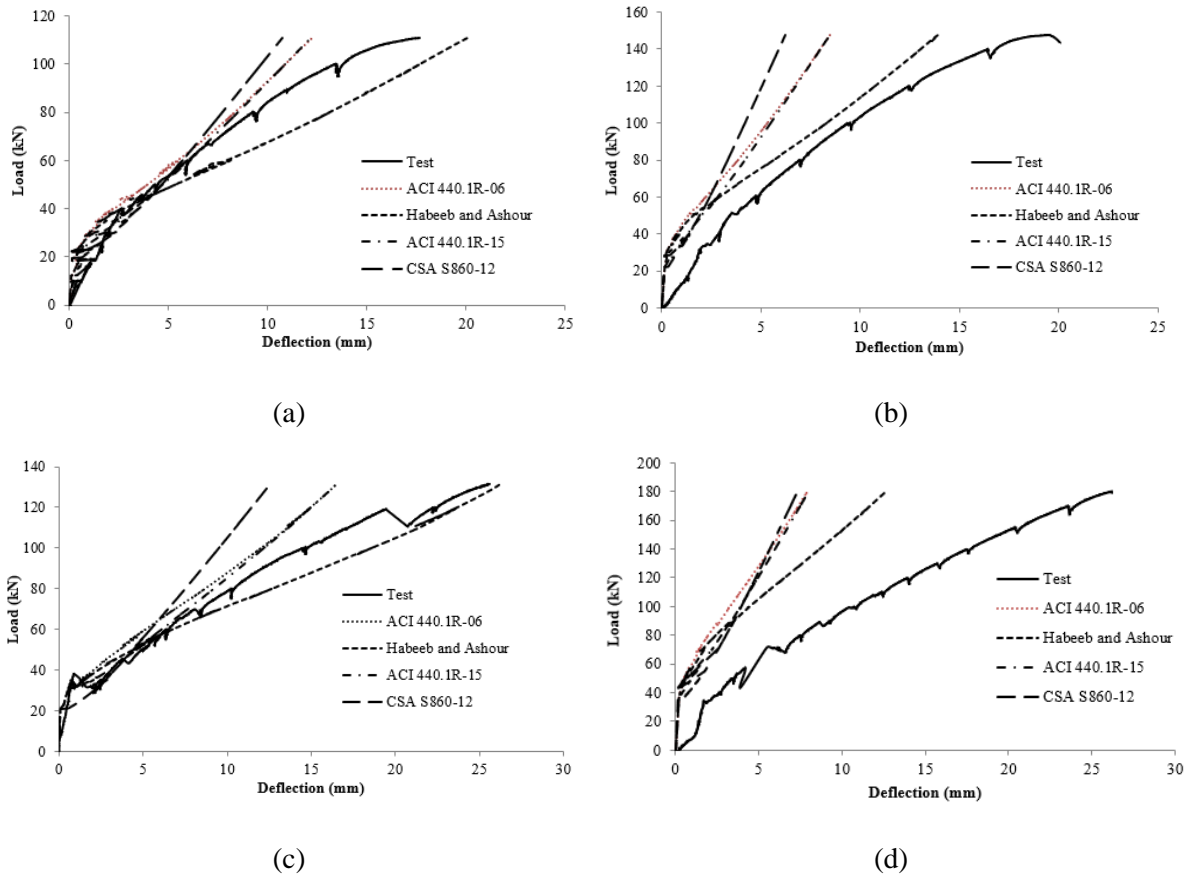 120
100
80
60
40
20
0
Load (kN)
0 5 10 15 20 25
Deflection (mm)
Test
ACI 440.1R-06
Habeeb and Ashour
ACI 440.1R-15
CSA S860-12
(a)
160
140
120
100
80
60
40
20
0
Load (kN)
0 5 10 15 20 25
Deflection (mm)
Test
ACI 440.1R-06
Habeeb and Ashour
ACI 440.1R-15
CSA S860-12
(b)
140
120
100
80
60
40
20
0
Load (kN)
0 5 10 15 20 25 30
Deflection (mm)
Test
ACI 440.1R-06
Habeeb and Ashour
ACI 440.1R-15
CSA S860-12
(c)
200
180
160
140
120
100
80
60
40
20
0
Load (kN)
0 5 10 15 20 25 30
Deflection (mm)
Test
ACI 440.1R-06
Habeeb and Ashour
ACI 440.1R-15
CSA S860-12
(d)